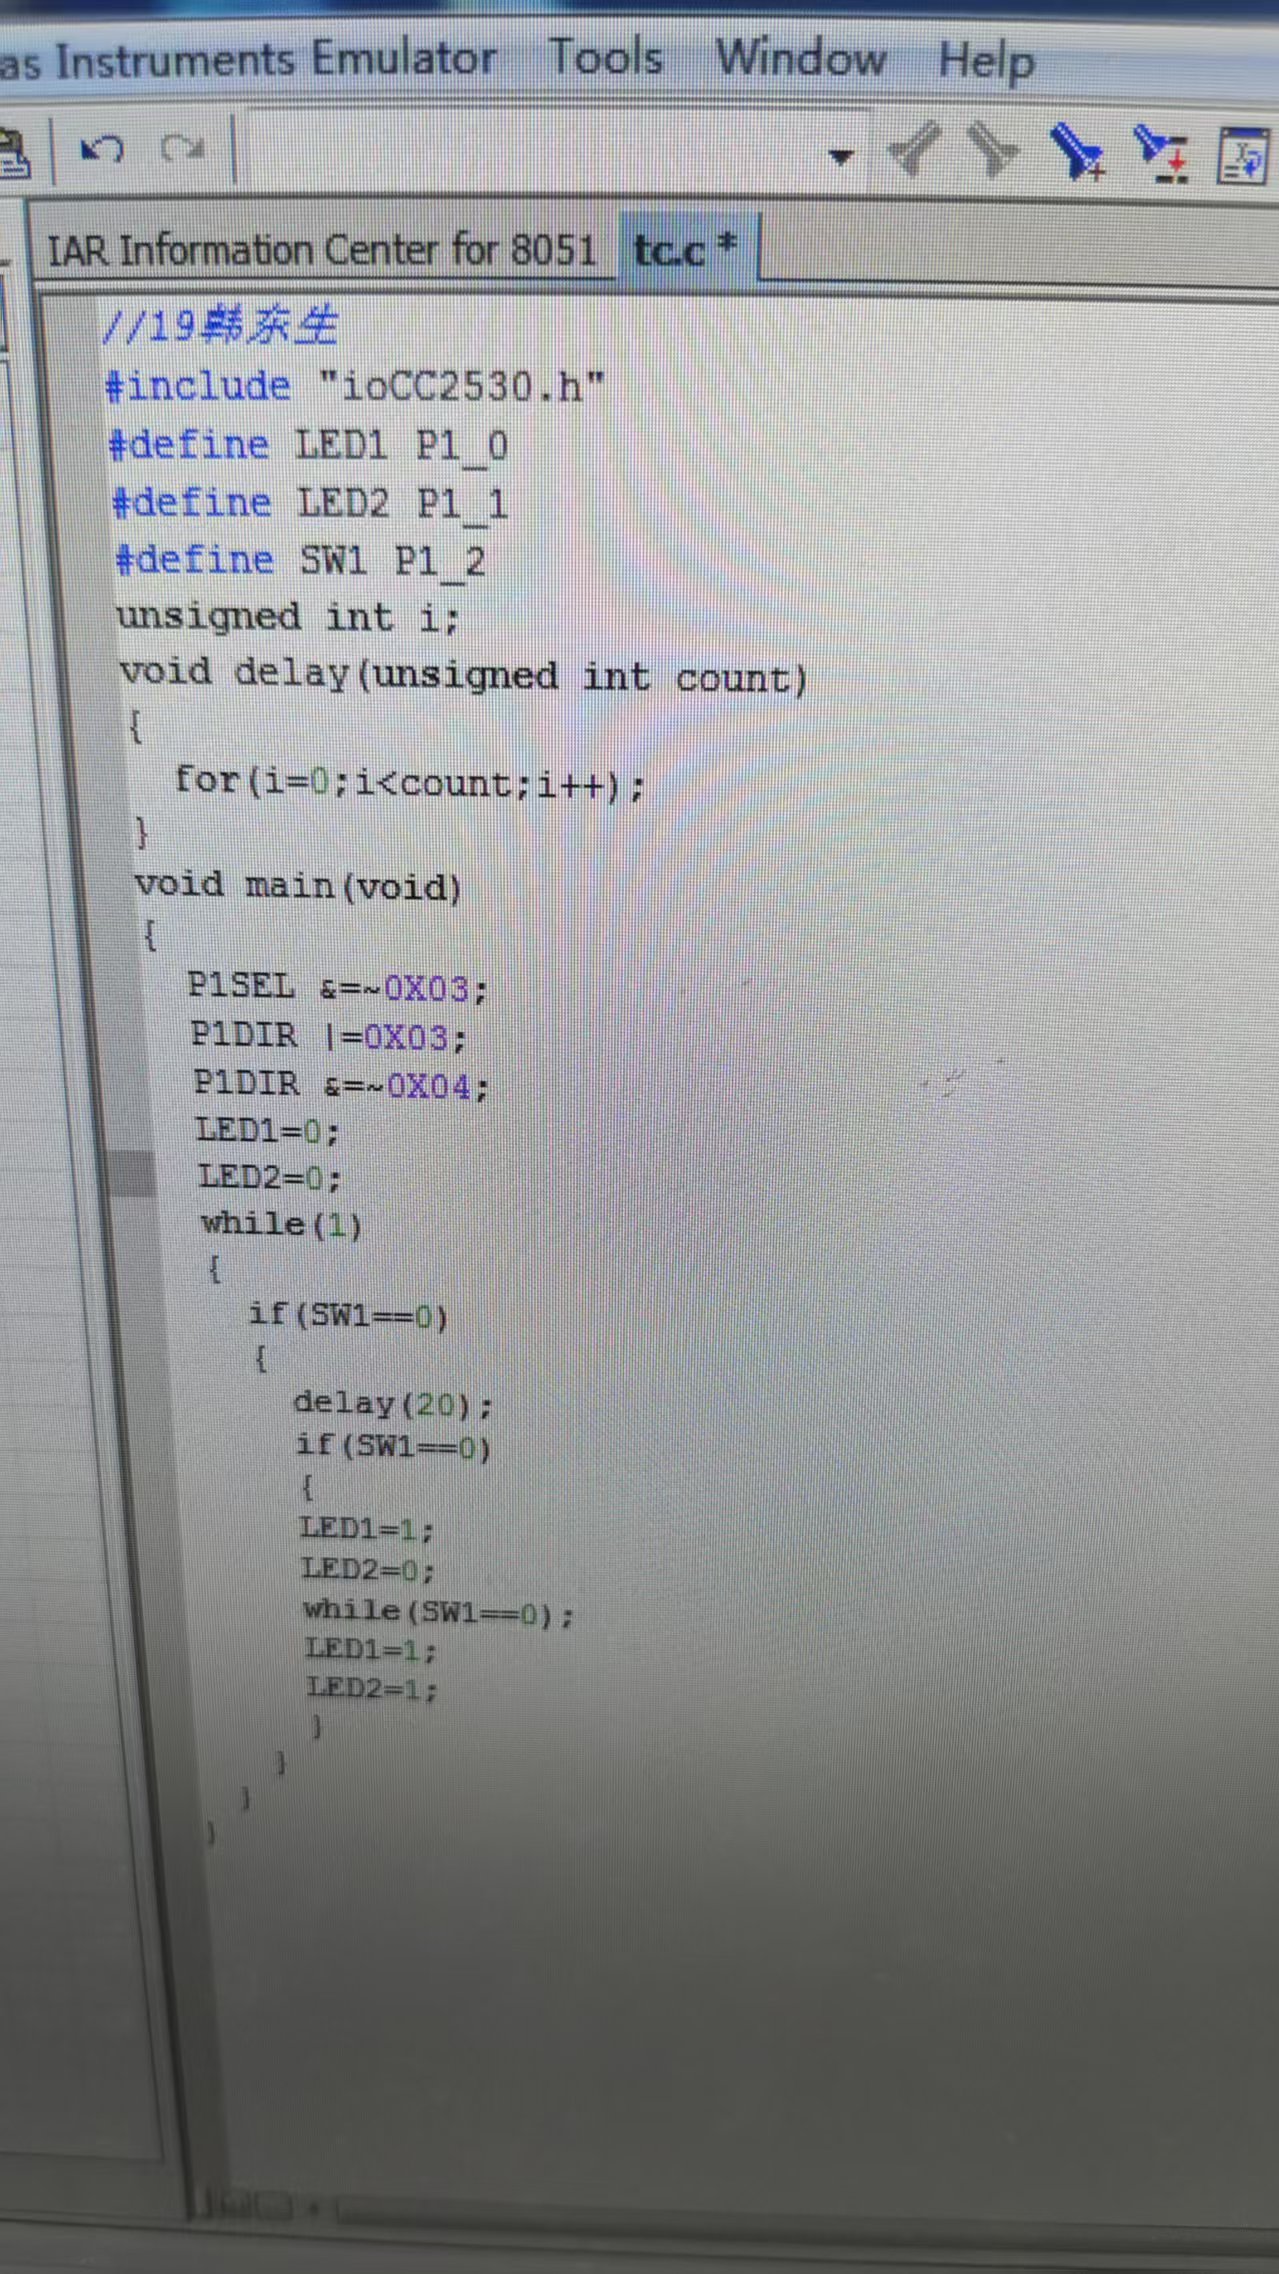 as Instruments Emulator Tools Window Help
IAR Information Center for 8051 tc.c *
//19韩东生
#include "ioCC2530.h"
#define LED1 P1_0
#define LED2 P1_1
#define SW1 P1_2
unsigned int i;
void delay(unsigned int count)
{
for(i=0;i<count;i++);
}
void main(void)
{
P1SEL &=~0X03;
P1DIR |=0X03;
P1DIR &=~0X04;
LED1=0;
LED2=0;
while(1)
{
if(SW1==0)
{
delay(20);
if(SW1==0)
{
LED1=1;
LED2=0;
while(SW1==0);
LED1=1;
LED2=1;
}
}
}
}